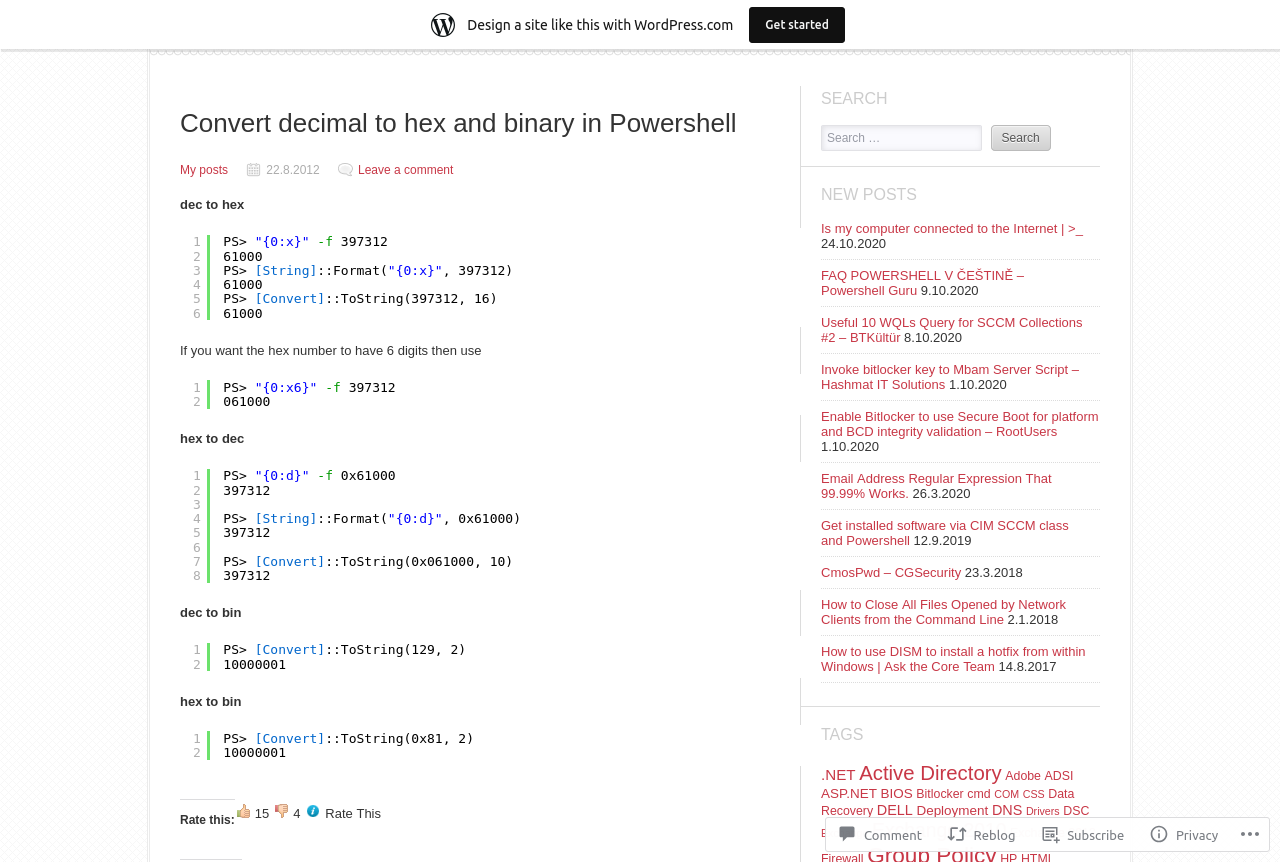 Design a site like this with WordPress.com
Get started
Convert decimal to hex and binary in Powershell
My posts 22.8.2012 Leave a comment
dec to hex
1 PS> "{0:x}" -f 397312
2 61000
3 PS> [String]::Format("{0:x}", 397312)
4 61000
5 PS> [Convert]::ToString(397312, 16)
6 61000
If you want the hex number to have 6 digits then use
1 PS> "{0:x6}" -f 397312
2 061000
hex to dec
1 PS> "{0:d}" -f 0x61000
2 397312
3
4 PS> [String]::Format("{0:d}", 0x61000)
5 397312
6
7 PS> [Convert]::ToString(0x061000, 10)
8 397312
dec to bin
1 PS> [Convert]::ToString(129, 2)
2 10000001
hex to bin
1 PS> [Convert]::ToString(0x81, 2)
2 10000001
Rate this: 15 4 Rate This
SEARCH
Search … Search
NEW POSTS
Is my computer connected to the Internet | >_
24.10.2020
FAQ POWERSHELL V ČEŠTINĚ –
Powershell Guru 9.10.2020
Useful 10 WQLs Query for SCCM Collections
#2 – BTKültür 8.10.2020
Invoke bitlocker key to Mbam Server Script –
Hashmat IT Solutions 1.10.2020
Enable Bitlocker to use Secure Boot for platform
and BCD integrity validation – RootUsers
1.10.2020
Email Address Regular Expression That
99.99% Works. 26.3.2020
Get installed software via CIM SCCM class
and Powershell 12.9.2019
CmosPwd – CGSecurity 23.3.2018
How to Close All Files Opened by Network
Clients from the Command Line 2.1.2018
How to use DISM to install a hotfix from within
Windows | Ask the Core Team 14.8.2017
TAGS
.NET Active Directory Adobe ADSI
ASP.NET BIOS Bitlocker cmd COM CSS Data
Recovery DELL Deployment DNS Drivers DSC
Firewall Group Policy HP HTML
Comment Reblog Subscribe Privacy